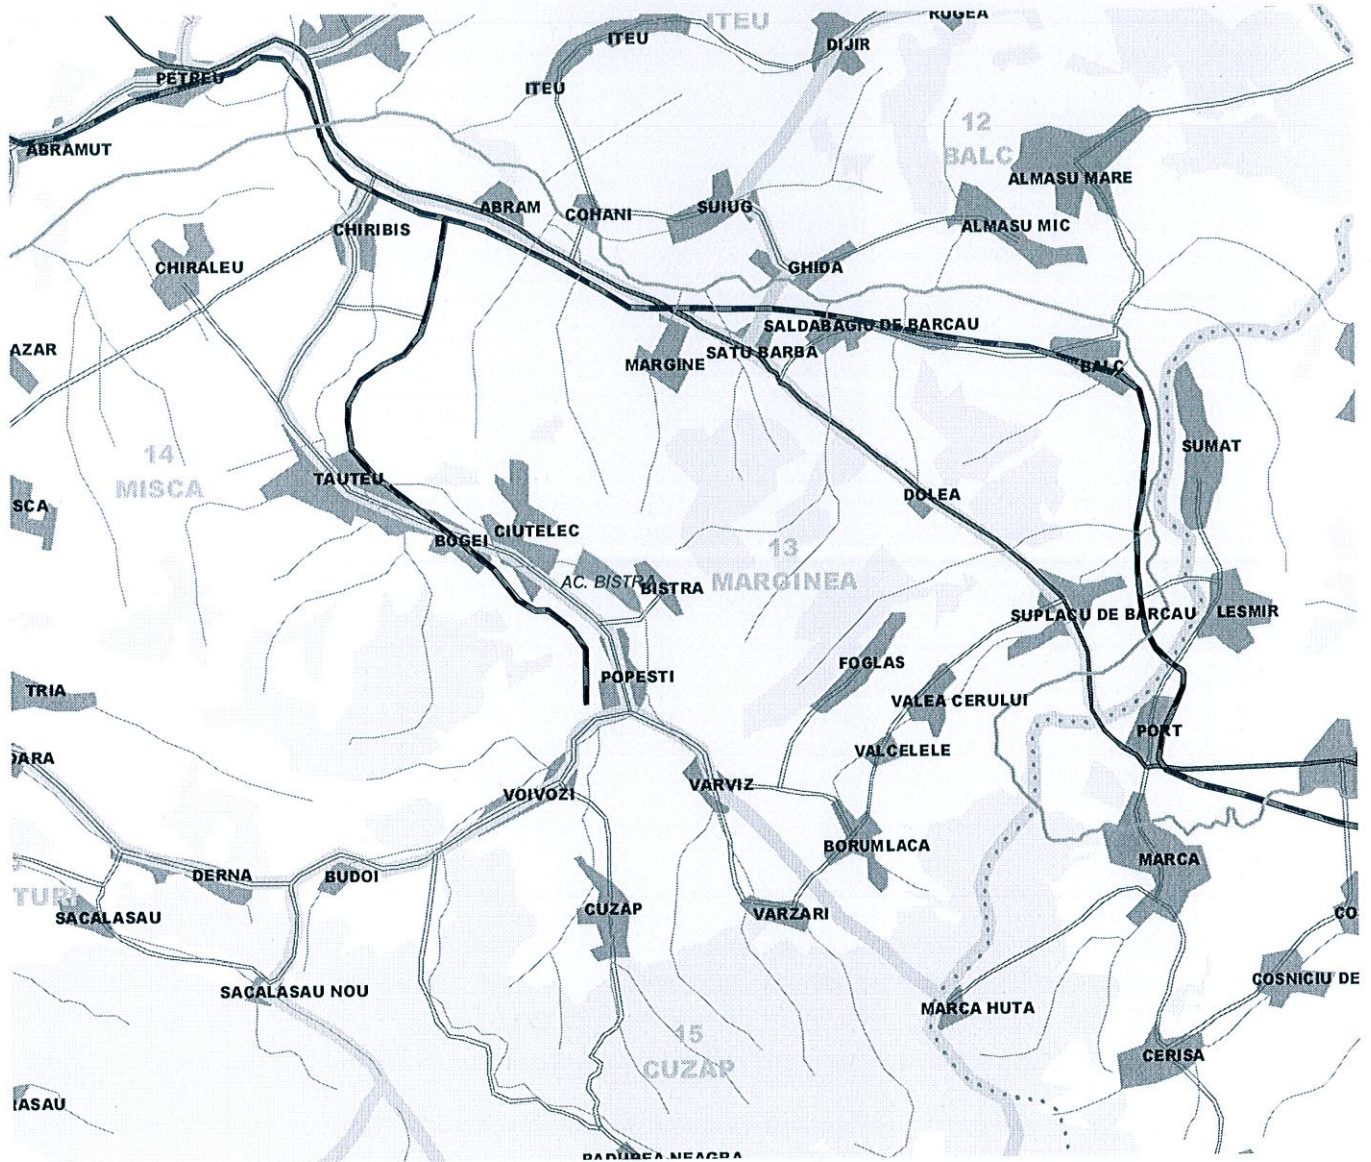 ITEU
RUGEA
ITEU
DIJIR
PETREU
ITEU
12
BALC
ABRAMUT
ALMASU MARE
ABRAM
COHANI
SUIUG
CHIRIBIS
ALMASU MIC
CHIRALEU
GHIDA
SALDABAGIU DE BARCAU
AZAR
SATU BARBA
MARGINE
BALC
14
MISCA
SUMAT
TAUTEU
DOLEA
SCA
CIUTELEC
BOGEI
13
MARGINEA
AC. BISTRA
BISTRA
SUPLACU DE BARCAU
LESMIR
FOGLAS
POPESTI
TRIA
VALEA CERULUI
PORT
VALCELELE
OARA
VARVIZ
VOIVOZI
BORUMLACA
MARCA
DERNA
BUDOI
TURI
SACALASAU
CUZAP
VARZARI
CO
COSNICIU DE
SACALASAU NOU
MARCA HUTA
15
CUZAP
CERISA
RASAU
PADUREA NEAGRA